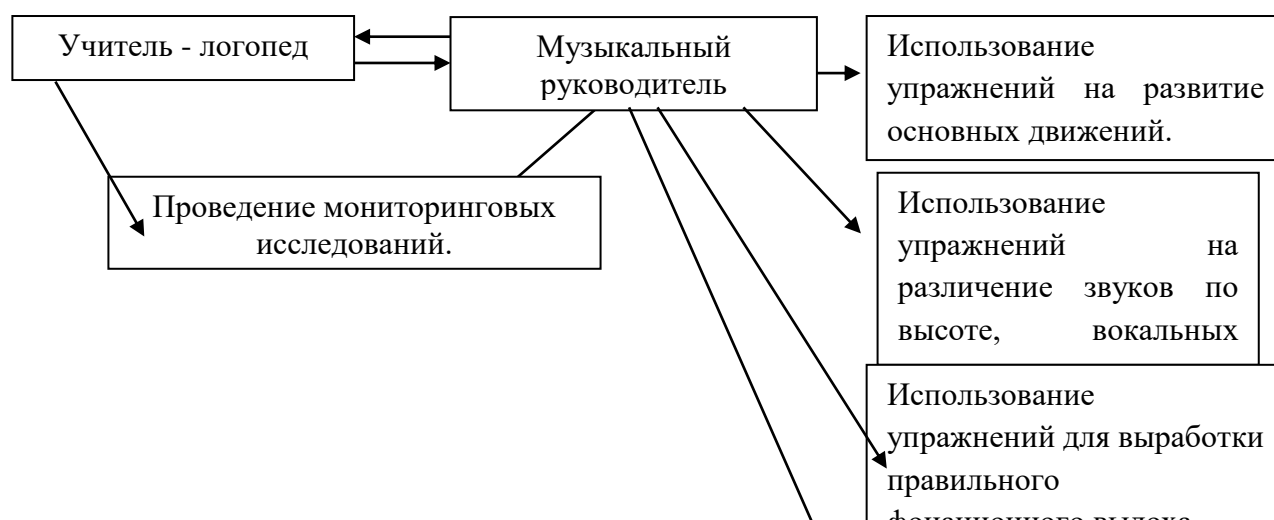 Учитель - логопед
Музыкальный
руководитель
Использование
упражнений на развитие
основных движений.
Проведение мониторинговых
исследований.
Использование
упражнений на
различение звуков по
высоте, вокальных
Использование
упражнений для выработки
правильного